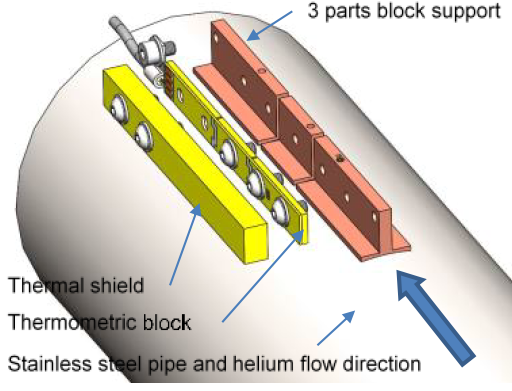 3 parts block support
Thermal shield
Thermometric block
Stainless steel pipe and helium flow direction